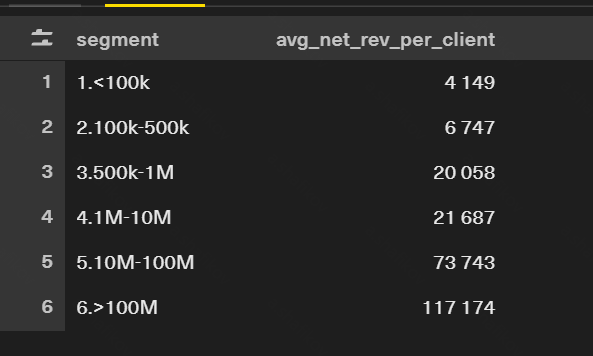 segment avg_net_rev_per_client
1 1.<100k 4 149
2 2.100k-500k 6 747
3 3.500k-1M 20 058
4 4.1M-10M 21 687
5 5.10M-100M 73 743
6 6.>100M 117 174